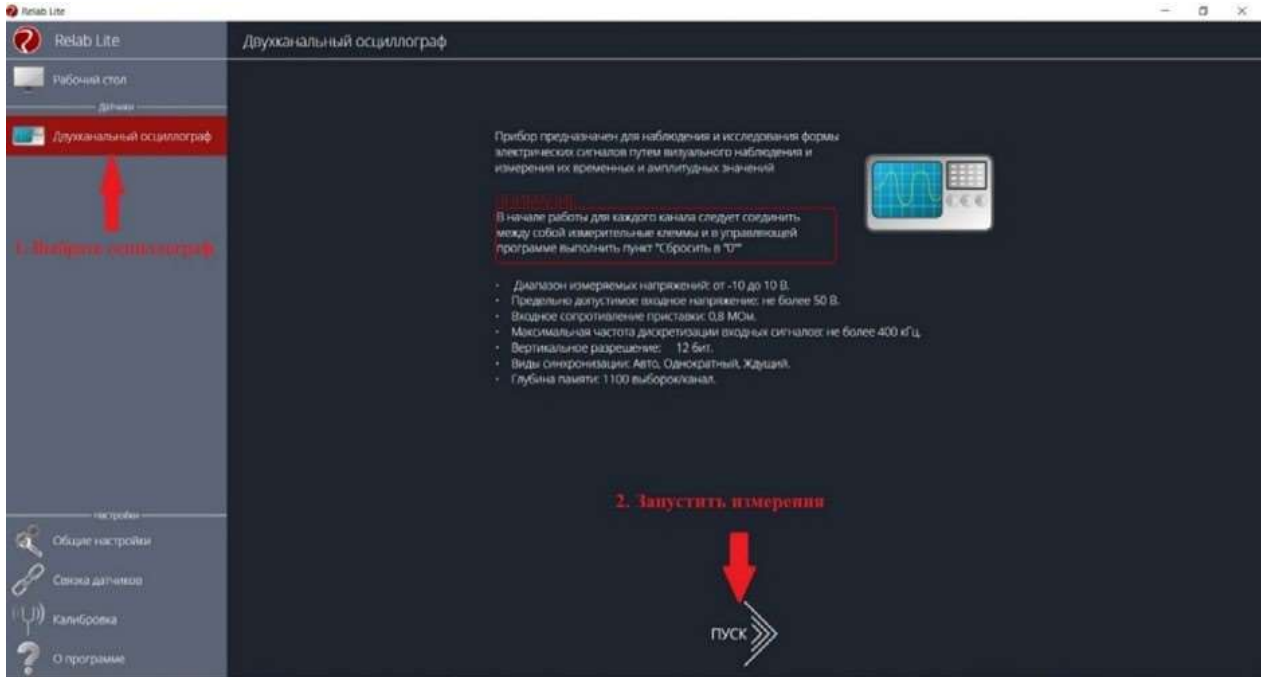 Relab Lite
Relab Lite
Двухканальный осциллограф
Рабочий стол
Датчики
Двухканальный осциллограф
1. Выбрать осциллограф
Прибор предназначен для наблюдения и исследования формы
электрических сигналов путем визуального наблюдения и
измерения их временных и амплитудных значений
В начале работы для каждого канала следует соединить
между собой измерительные клеммы и в управляющей
программе выполнить пункт "Сбросить в "0""
· Диапазон измеряемых напряжений: от -10 до 10 В.
· Предельно допустимое входное напряжение: не более 50 В.
· Входное сопротивление приставки: 0,8 МОм.
· Максимальная частота дискретизации входных сигналов: не более 400 кГц.
· Вертикальное разрешение: 12 бит.
· Виды синхронизации: Авто, Однократный, Ждущий.
· Глубина памяти: 1100 выборок/канал.
2. Запустить измерения
ПУСК
Настройки
Общие настройки
Связка датчиков
Калибровка
О программе